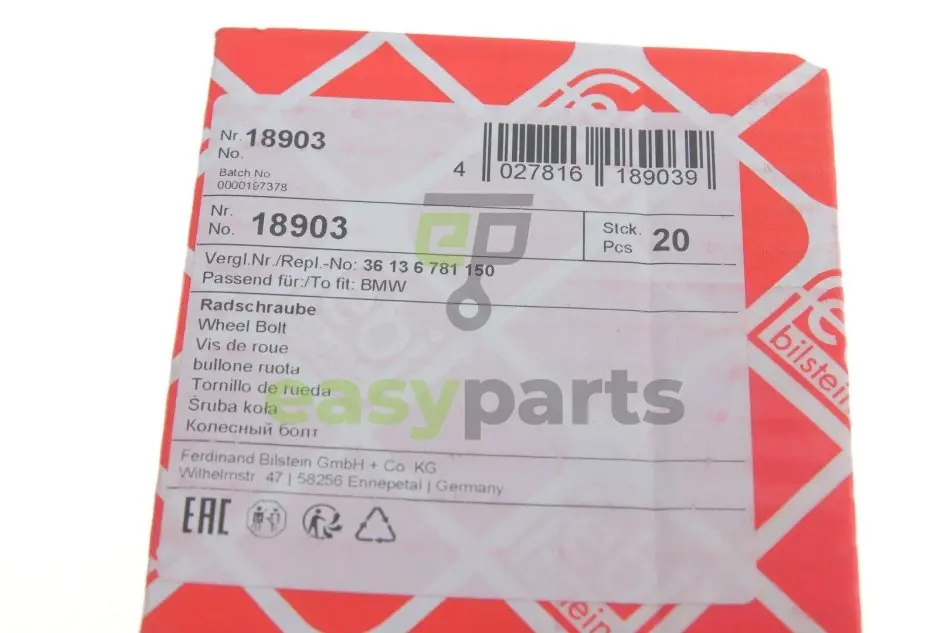 Nr. 18903
No.
Batch No
0000197378
4 027816 189039
Nr.
No. 18903
Stck.
Pcs 20
Vergl.Nr./Repl.-No: 36 13 6 781 150
Passend für:/To fit: BMW
Radschraube
Wheel Bolt
Vis de roue
bullone ruota
Tornillo de rueda
Śruba koła
Колесный болт
easyparts
Ferdinand Bilstein GmbH + Co. KG
Wilhelmstr. 47 | 58256 Ennepetal | Germany
EAC
bilstein